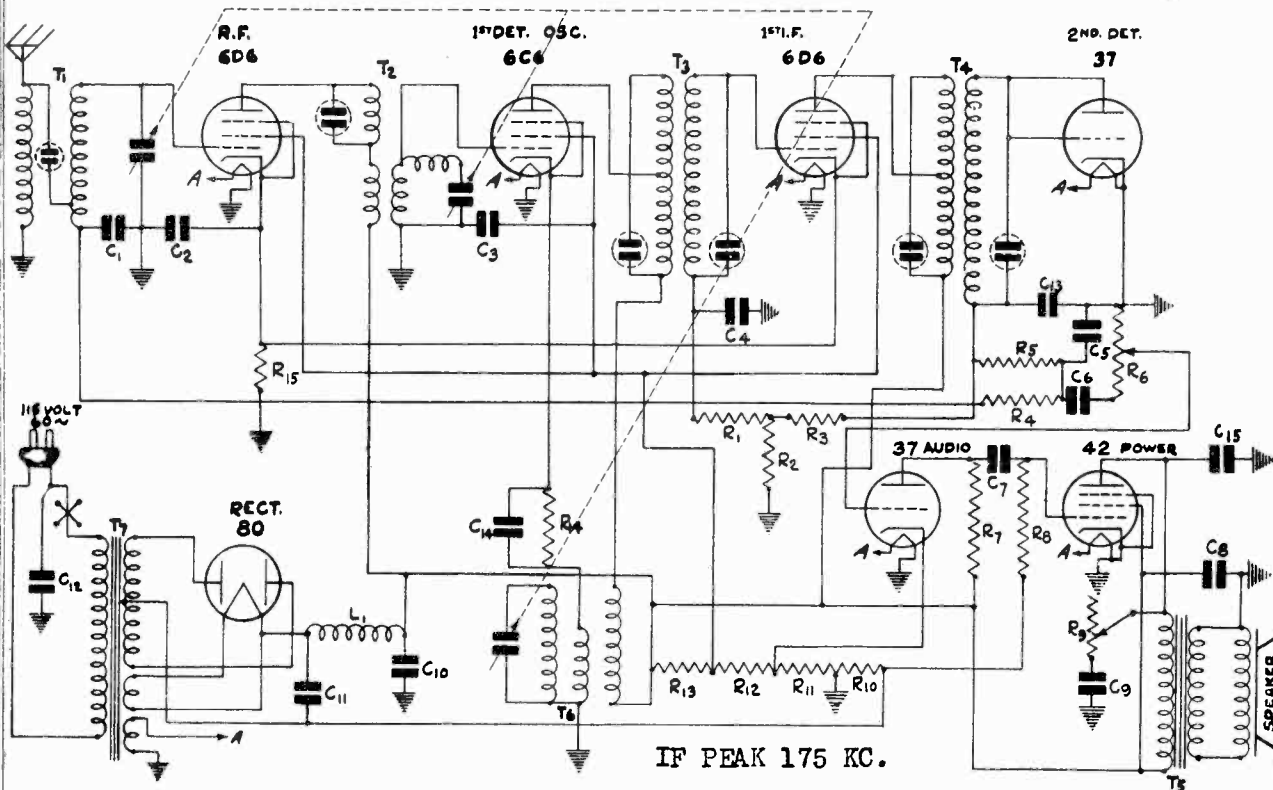 R.F.
6D6
1ST DET. OSC.
6C6
1ST I.F.
6D6
2ND. DET.
37
T1
T2
T3
T4
A
A
A
A
C1
C2
C3
C4
C13
C5
R5
R6
C6
R4
R15
R1
R3
R2
115 VOLT
60~
37 AUDIO
C7
42 POWER
C15
RECT.
80
T7
C14
R14
A
R7
R8
A
C8
C12
L1
R9
C10
C11
R13
R12
R11
R10
C9
T6
A
SPEAKER
IF PEAK 175 KC.
T5